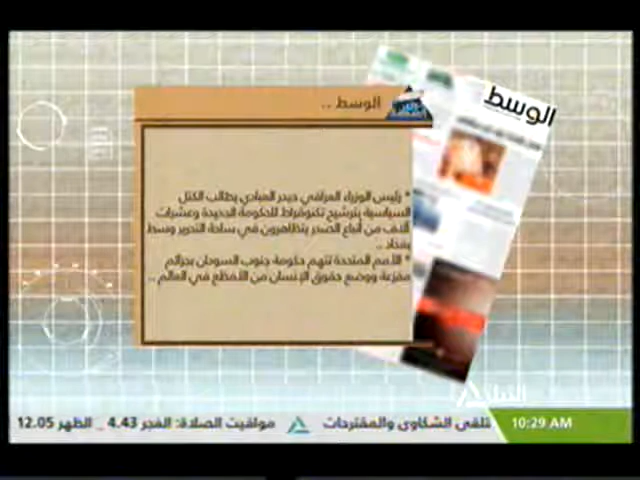 الوسط
الوسط ..
* رئيس الوزراء العراقي حيدر العبادي يطالب الكتل
السياسية بترشيح تكنوقراط للحكومة الجديدة وعشرات
الآلاف من أتباع الصدر يتظاهرون في ساحة التحرير وسط
بغداد ..
* الأمم المتحدة تتهم حكومة جنوب السودان بجرائم
مفزعة ووضع حقوق الإنسان من الأفظع في العالم ..
10:29 AM
تلقى الشكاوى والمقترحات مواقيت الصلاة: الفجر 4.43 _ الظهر 12.05